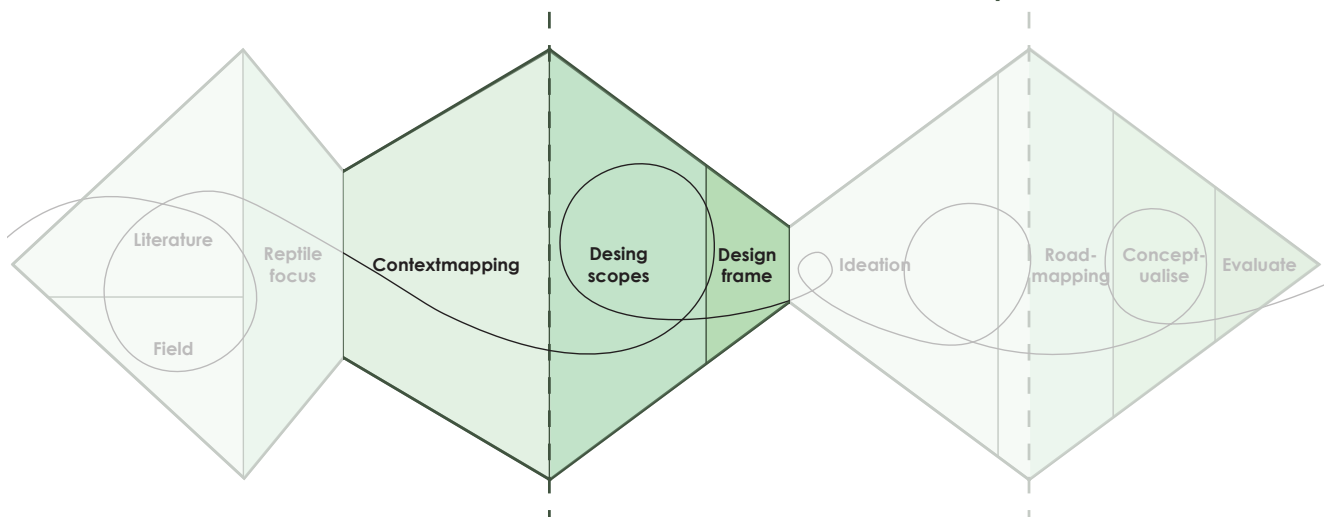 Literature
Field
Reptile
focus
Contextmapping
Desing
scopes
Design
frame
Ideation
Road-
mapping
Concept-
ualise
Evaluate